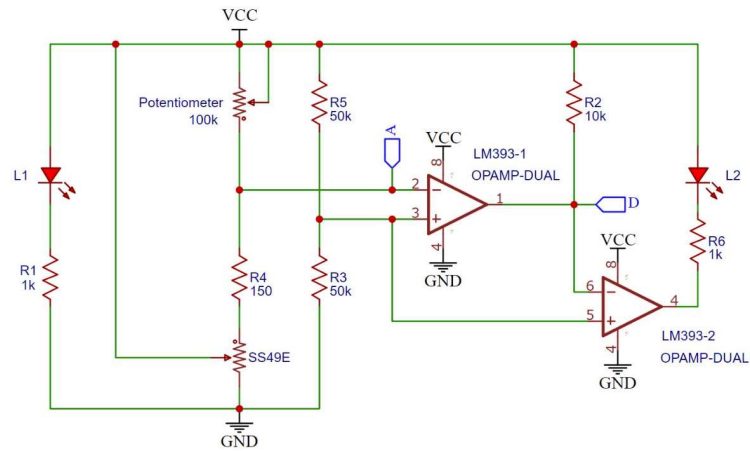 VCC
Potentiometer
100k
R5
50k
R2
10k
A
VCC
LM393-1
OPAMP-DUAL
L1
L2
8
2
3
1
4
D
GND
R1
1k
R4
150
R3
50k
R6
1k
VCC
8
6
5
4
4
SS49E
LM393-2
OPAMP-DUAL
GND
GND